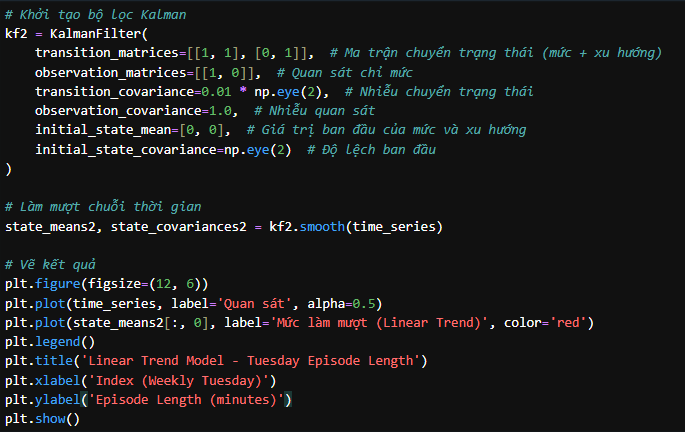 # Khởi tạo bộ lọc Kalman
kf2 = KalmanFilter(
    transition_matrices=[[1, 1], [0, 1]],  # Ma trận chuyển trạng thái (mức + xu hướng)
    observation_matrices=[[1, 0]],  # Quan sát chỉ mức
    transition_covariance=0.01 * np.eye(2),  # Nhiễu chuyển trạng thái
    observation_covariance=1.0,  # Nhiễu quan sát
    initial_state_mean=[0, 0],  # Giá trị ban đầu của mức và xu hướng
    initial_state_covariance=np.eye(2)  # Độ lệch ban đầu
)
# Làm mượt chuỗi thời gian
state_means2, state_covariances2 = kf2.smooth(time_series)
# Vẽ kết quả
plt.figure(figsize=(12, 6))
plt.plot(time_series, label='Quan sát', alpha=0.5)
plt.plot(state_means2[:, 0], label='Mức làm mượt (Linear Trend)', color='red')
plt.legend()
plt.title('Linear Trend Model - Tuesday Episode Length')
plt.xlabel('Index (Weekly Tuesday)')
plt.ylabel('Episode Length (minutes)')
plt.show()